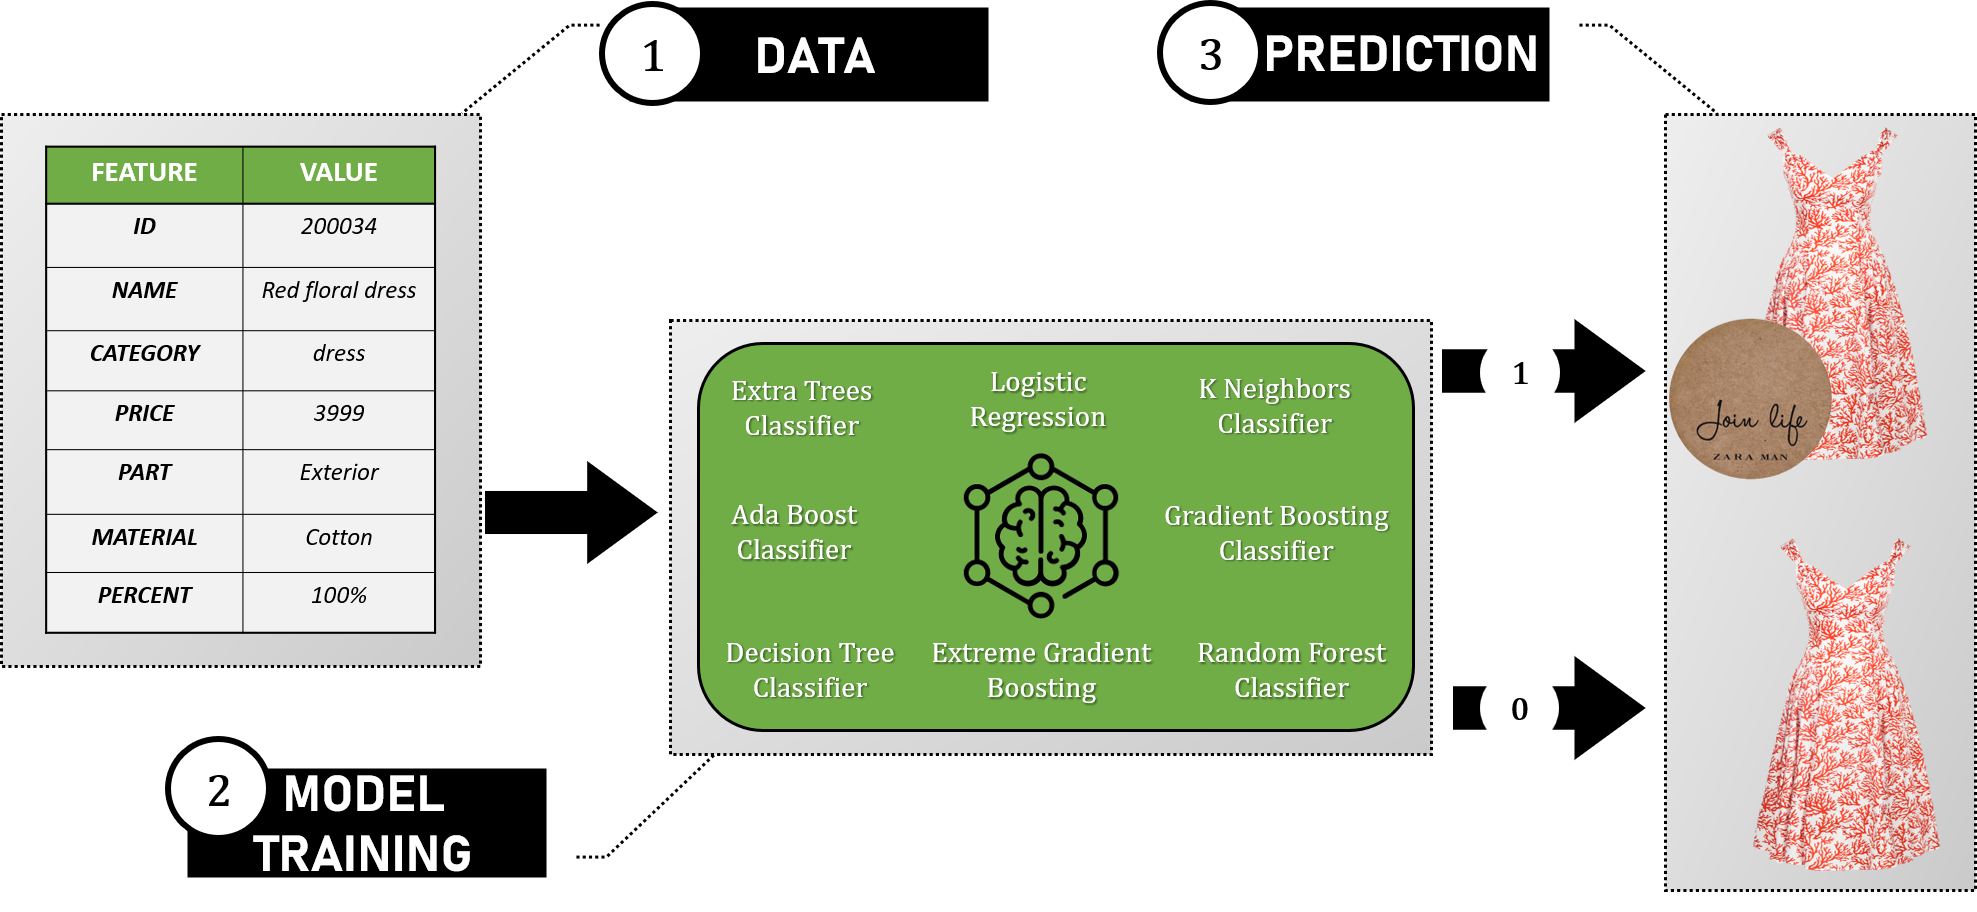 1
DATA
3
PREDICTION
FEATURE VALUE
ID 200034
NAME Red floral dress
CATEGORY dress
PRICE 3999
PART Exterior
MATERIAL Cotton
PERCENT 100%
Extra Trees
Classifier
Logistic
Regression
K Neighbors
Classifier
Ada Boost
Classifier
Gradient Boosting
Classifier
Decision Tree
Classifier
Extreme Gradient
Boosting
Random Forest
Classifier
1
0
Join life
ZARA MAN
2
MODEL
TRAINING